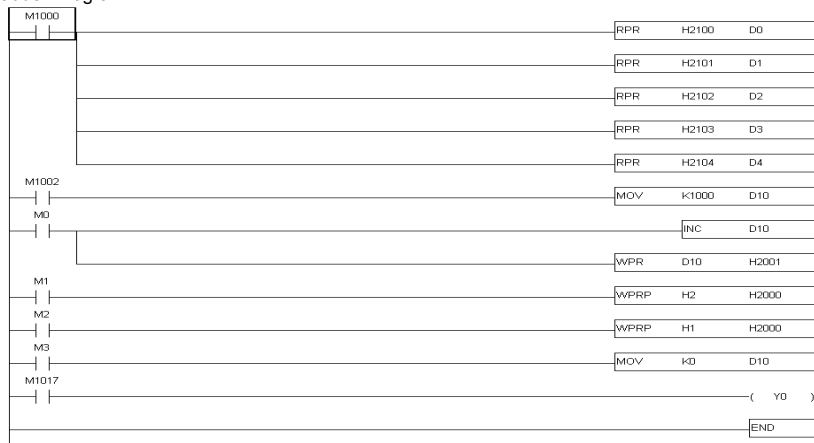 M1000
RPR H2100 D0
RPR H2101 D1
RPR H2102 D2
RPR H2103 D3
RPR H2104 D4
M1002
MOV K1000 D10
M0
INC D10
WPR D10 H2001
M1
WPRP H2 H2000
M2
WPRP H1 H2000
M3
MOV K0 D10
M1017
( Y0 )
END